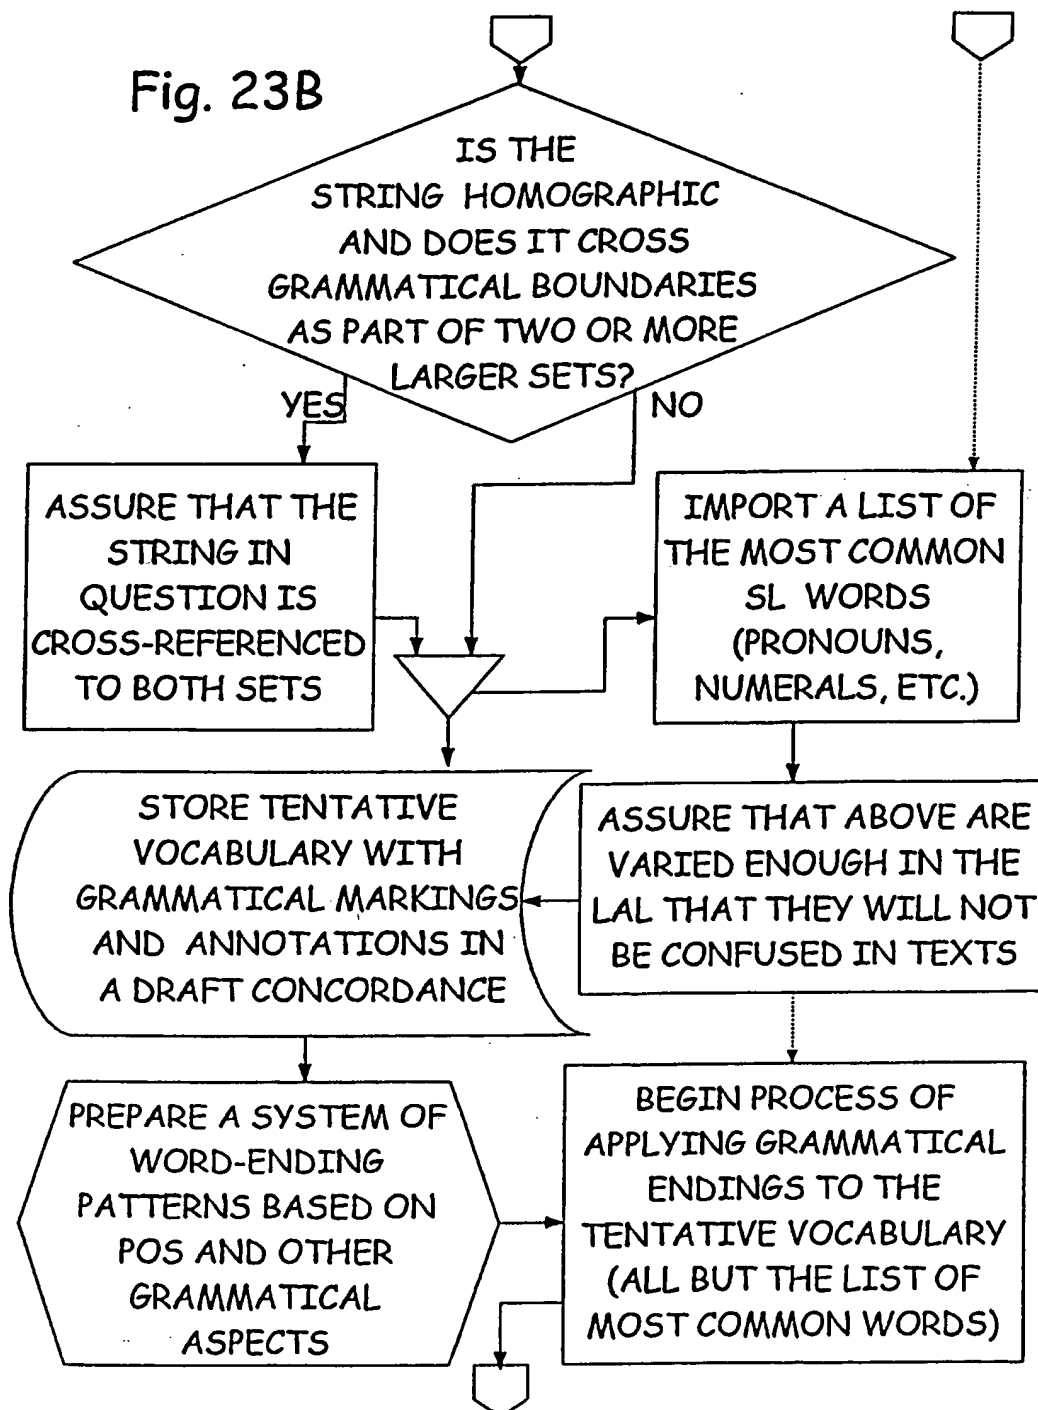 Fig. 23B
IS THE
STRING HOMOGRAPHIC
AND DOES IT CROSS
GRAMMATICAL BOUNDARIES
AS PART OF TWO OR MORE
LARGER SETS?
YES
NO
ASSURE THAT THE
STRING IN
QUESTION IS
CROSS-REFERENCED
TO BOTH SETS
IMPORT A LIST OF
THE MOST COMMON
SL WORDS
(PRONOUNS,
NUMERALS, ETC.)
STORE TENTATIVE
VOCABULARY WITH
GRAMMATICAL MARKINGS
AND ANNOTATIONS IN
A DRAFT CONCORDANCE
ASSURE THAT ABOVE ARE
VARIED ENOUGH IN THE
LAL THAT THEY WILL NOT
BE CONFUSED IN TEXTS
PREPARE A SYSTEM OF
WORD-ENDING
PATTERNS BASED ON
POS AND OTHER
GRAMMATICAL
ASPECTS
BEGIN PROCESS OF
APPLYING GRAMMATICAL
ENDINGS TO THE
TENTATIVE VOCABULARY
(ALL BUT THE LIST OF
MOST COMMON WORDS)